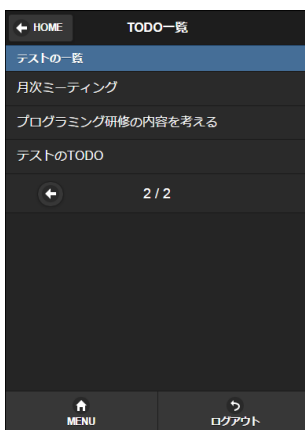 HOME
TODO一覧
テストの一覧
月次ミーティング
プログラミング研修の内容を考える
テストのTODO
2 / 2
MENU
ログアウト